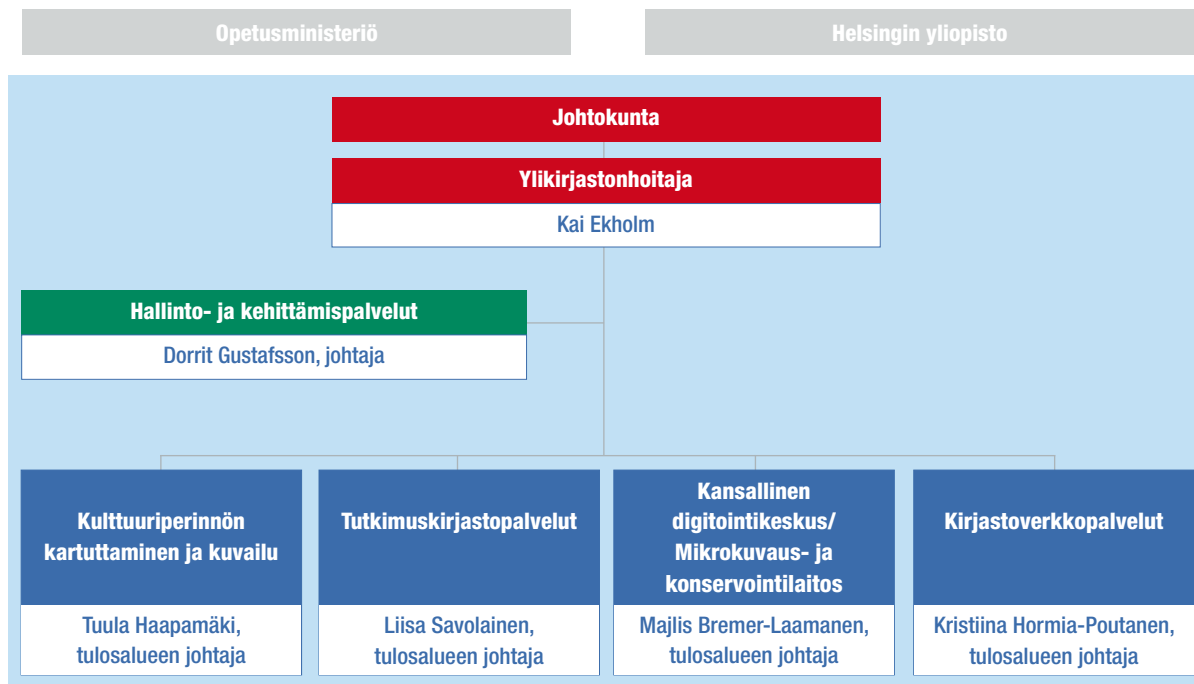 Opetusministeriö
Helsingin yliopisto
Johtokunta
Ylikirjastonhoitaja
Kai Ekholm
Hallinto- ja kehittämispalvelut
Dorrit Gustafsson, johtaja
Kulttuuriperinnön
kartuttaminen ja kuvailu
Tuula Haapamäki,
tulosalueen johtaja
Tutkimuskirjastopalvelut
Liisa Savolainen,
tulosalueen johtaja
Kansallinen
digitointikeskus/
Mikrokuvaus- ja
konservointilaitos
Majlis Bremer-Laamanen,
tulosalueen johtaja
Kirjastoverkkopalvelut
Kristiina Hormia-Poutanen,
tulosalueen johtaja